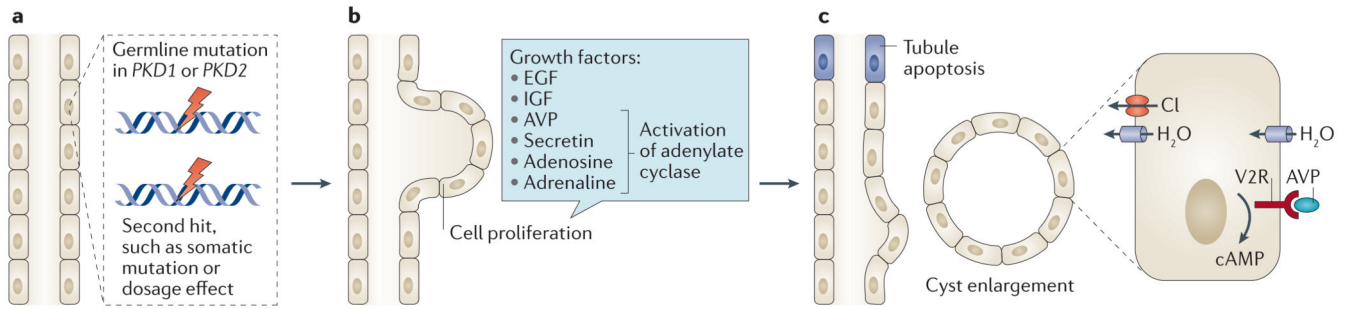 a
Germline mutation
in PKD1 or PKD2
Second hit,
such as somatic
mutation or
dosage effect
b
Growth factors:
• EGF
• IGF
• AVP
• Secretin
• Adenosine
• Adrenaline
Activation
of adenylate
cyclase
Cell proliferation
c
Tubule
apoptosis
Cyst enlargement
Cl
H₂O
H₂O
V2R
AVP
cAMP